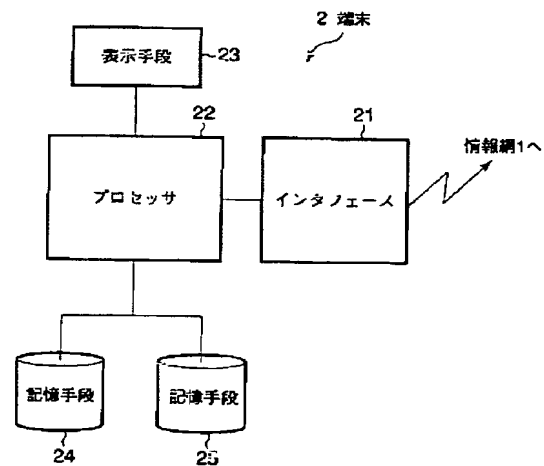 2 端末
表示手段
23
22
21
情報網1へ
プロセッサ
インタフェース
記憶手段
記憶手段
24
25